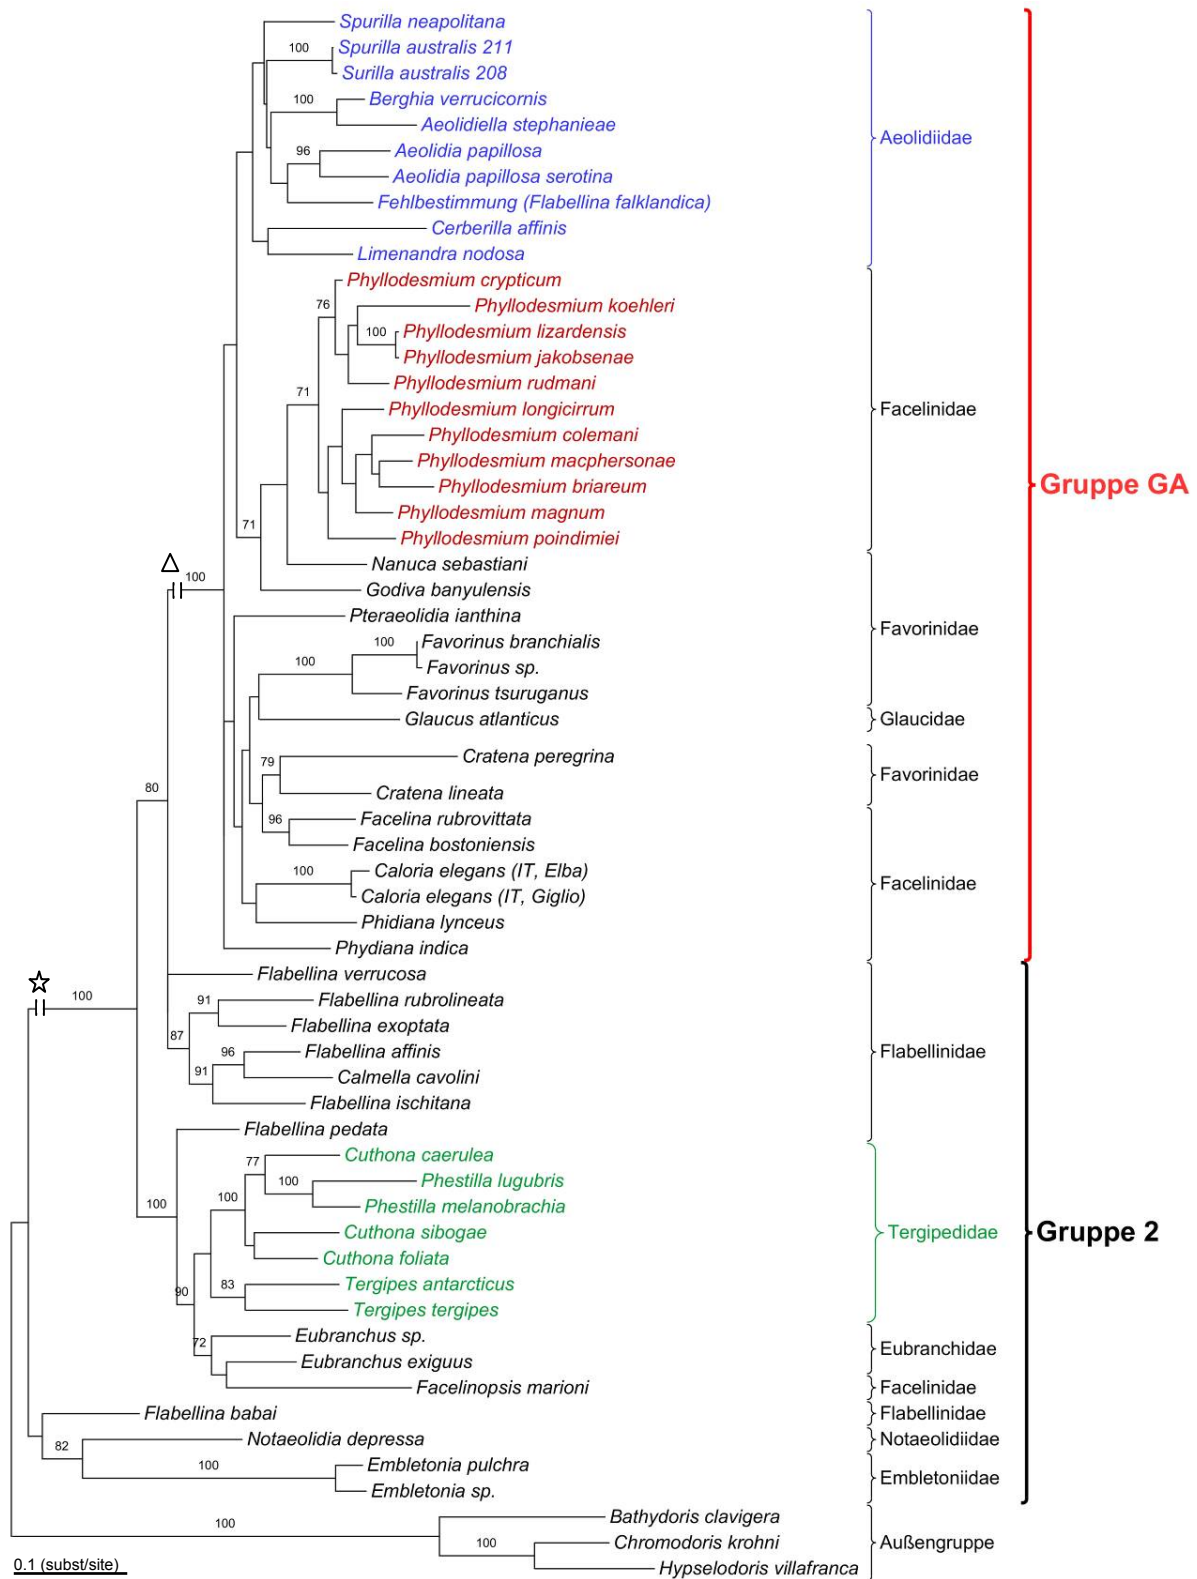 Spurilla neapolitana
100
Spurilla australis 211
Surilla australis 208
100
Berghia verrucicornis
Aeolidiella stephanieae
Aeolidiidae
96
Aeolidia papillosa
Aeolidia papillosa serotina
Fehlbestimmung (Flabellina falklandica)
Cerberilla affinis
Limenandra nodosa
Phyllodesmium crypticum
76
Phyllodesmium koehleri
100
Phyllodesmium lizardensis
Phyllodesmium jakobsenae
Phyllodesmium rudmani
71
Phyllodesmium longicirrum
Facelinidae
Phyllodesmium colemani
Phyllodesmium macphersonae
Phyllodesmium briareum
Gruppe GA
Phyllodesmium magnum
71
Phyllodesmium poindimiei
Nanuca sebastiani
100
Godiva banyulensis
Pteraeolidia ianthina
Favorinidae
100
Favorinus branchialis
100
Favorinus sp.
Favorinus tsuruganus
Glaucus atlanticus
Glaucidae
79
Cratena peregrina
Favorinidae
80
Cratena lineata
96
Facelina rubrovittata
Facelina bostoniensis
100
Caloria elegans (IT, Elba)
Facelinidae
Caloria elegans (IT, Giglio)
Phidiana lynceus
Phydiana indica
Flabellina verrucosa
100
91
Flabellina rubrolineata
Flabellina exoptata
87
96
Flabellina affinis
Flabellinidae
91
Calmella cavolini
Flabellina ischitana
Flabellina pedata
77
Cuthona caerulea
100
Phestilla lugubris
100
100
Phestilla melanobrachia
Cuthona sibogae
Tergipedidae
Gruppe 2
Cuthona foliata
90
83
Tergipes antarcticus
Tergipes tergipes
72
Eubranchus sp.
Eubranchidae
Eubranchus exiguus
Facelinopsis marioni
Facelinidae
Flabellina babai
Flabellinidae
82
Notaeolidia depressa
Notaeolidiidae
100
Embletonia pulchra
Embletoniidae
Embletonia sp.
100
Bathydoris clavigera
100
Chromodoris krohni
Außengruppe
0.1 (subst/site)
Hypselodoris villafranca